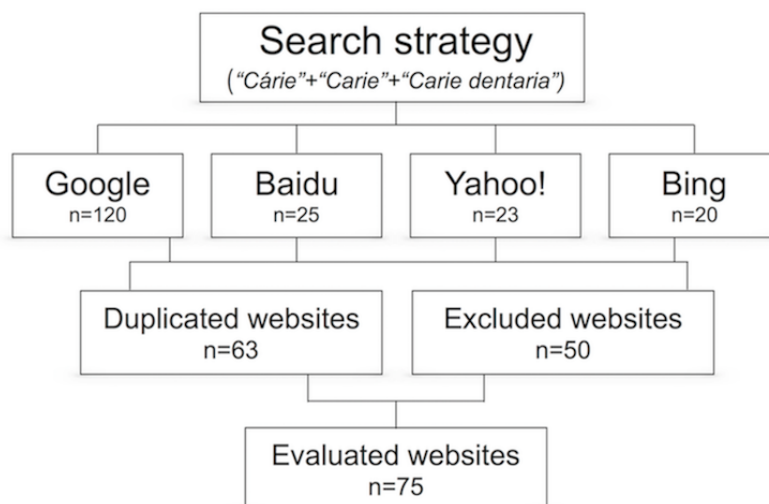 Search strategy
(“Cárie”+“Carie”+“Carie dentaria”)
Google
n=120
Baidu
n=25
Yahoo!
n=23
Bing
n=20
Duplicated websites
n=63
Excluded websites
n=50
Evaluated websites
n=75